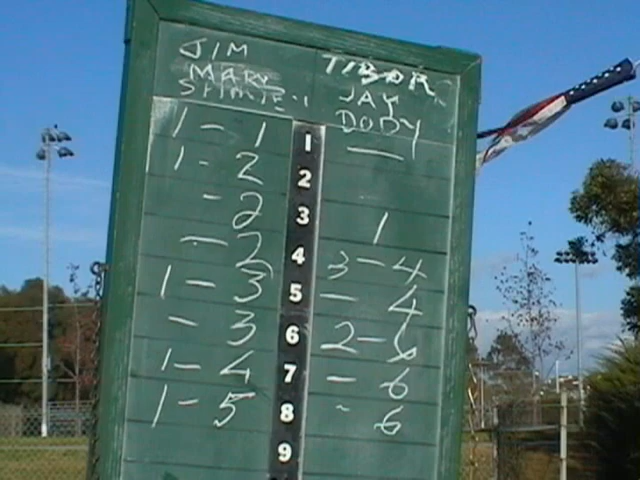 JIM TIBOR
MARY JAY
DODY
1 - 1 1 -
1 - 2 2
- 2 3 1
- 2 4 3 - 4
1 - 3 5 - 4
- 3 6 2 - 6
1 - 4 7 - 6
1 - 5 8 - 6
9